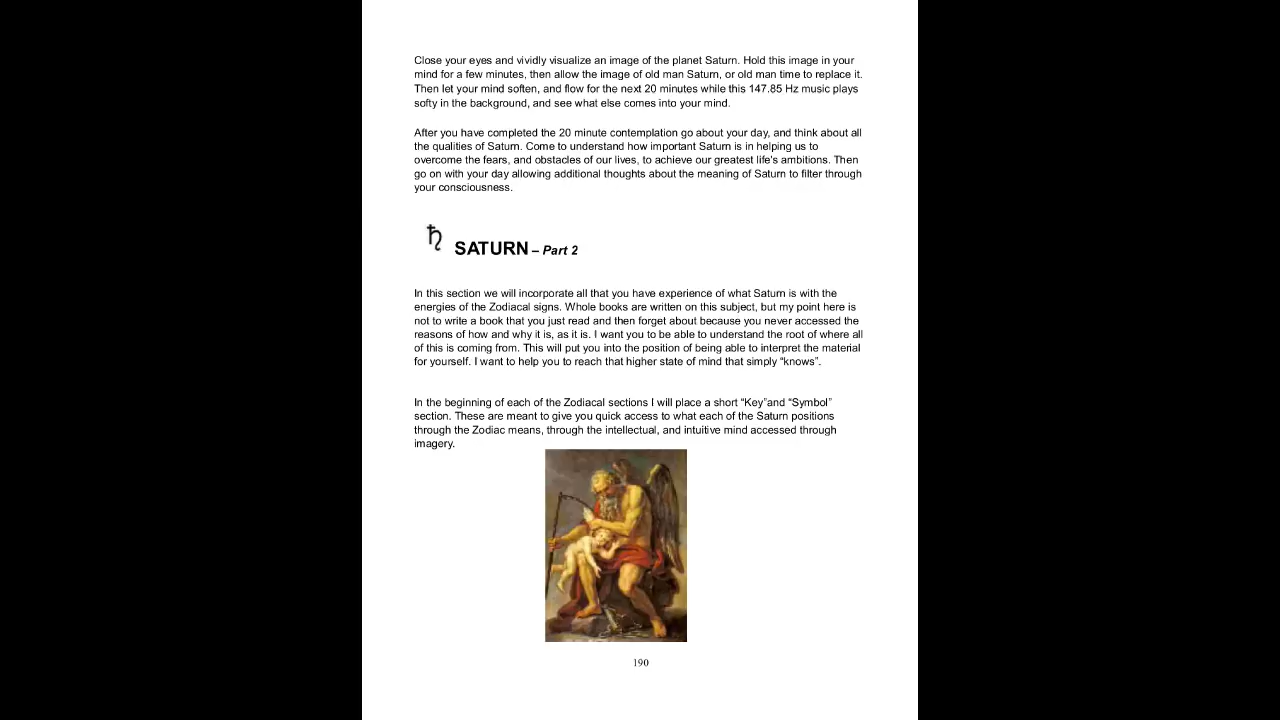 Close your eyes and vividly visualize an image of the planet Saturn. Hold this image in your
mind for a few minutes, then allow the image of old man Saturn, or old man time to replace it.
Then let your mind soften, and flow for the next 20 minutes while this 147.85 Hz music plays
softy in the background, and see what else comes into your mind.
After you have completed the 20 minute contemplation go about your day, and think about all
the qualities of Saturn. Come to understand how important Saturn is in helping us to
overcome the fears, and obstacles of our lives, to achieve our greatest life's ambitions. Then
go on with your day allowing additional thoughts about the meaning of Saturn to filter through
your consciousness.
♄ SATURN – Part 2
In this section we will incorporate all that you have experience of what Saturn is with the
energies of the Zodiacal signs. Whole books are written on this subject, but my point here is
not to write a book that you just read and then forget about because you never accessed the
reasons of how and why it is, as it is. I want you to be able to understand the root of where all
of this is coming from. This will put you into the position of being able to interpret the material
for yourself. I want to help you to reach that higher state of mind that simply “knows”.
In the beginning of each of the Zodiacal sections I will place a short “Key”and “Symbol”
section. These are meant to give you quick access to what each of the Saturn positions
through the Zodiac means, through the intellectual, and intuitive mind accessed through
imagery.
190